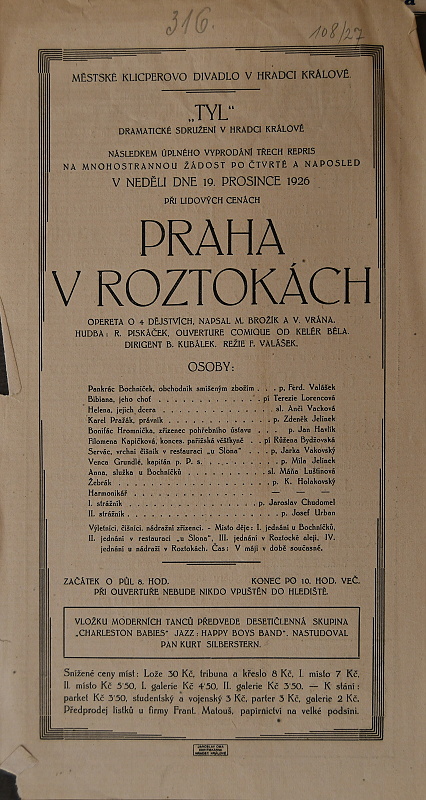 316.
108/27
MĚSTSKÉ KLICPEROVO DIVADLO V HRADCI KRÁLOVÉ.
„TYL“
DRAMATICKÉ SDRUŽENÍ V HRADCI KRÁLOVÉ
NÁSLEDKEM ÚPLNÉHO VYPRODÁNÍ TŘECH REPRIS
NA MNOHOSTRANNOU ŽÁDOST PO ČTVRTÉ A NAPOSLED
V NEDĚLI DNE 19. PROSINCE 1926
PŘI LIDOVÝCH CENÁCH
PRAHA
V ROZTOKÁCH
OPERETA O 4 DĚJSTVÍCH, NAPSAL M. BROŽÍK A V. VRÁNA.
HUDBA: R. PISKÁČEK, OUVERTURE COMIQUE OD KELÉR BÉLA.
DIRIGENT B. KUBÁLEK. REŽIE F. VALÁŠEK.
OSOBY:
Pankrác Bochníček, obchodník smíšeným zbožím . . . p. Ferd. Valášek
Bibiana, jeho choť . . . . . . . . . . . . . pí Terezie Lorencová
Helena, jejich dcera . . . . . . . . . . . . sl. Anči Vacková
Karel Pražák, právník . . . . . . . . . . . p. Zdeněk Jelínek
Bonifác Hromnička, zřízenec pohřebního ústavu . . . p. Jan Havlík
Filomena Kapičková, konces. pařížská věštkyně . . pí Růžena Bydžovská
Servác, vrchní číšník v restauraci „u Slona“ . . . p. Jarka Vákovský
Venca Grundle, kapitán p. P. s. . . . . . . . . p. Míla Jelínek
Anna, služka u Bochníčků . . . . . . . . . sl. Máňa Luštinová
Žebrák . . . . . . . . . . . . . . . . p. K. Holakovský
Harmonikář . . . . . . . . . . . . . — — —
I. strážník . . . . . . . . . . . . . . p. Jaroslav Chudomel
II. strážník . . . . . . . . . . . . . . p. Josef Urban
Výletníci, číšníci, nádražní zřízenci. - Místo děje: I. jednání u Bochníčků,
II. jednání v restauraci „u Slona“, III. jednání v Roztocké aleji, IV.
jednání u nádraží v Roztokách. Čas: V máji v době současné.
ZAČÁTEK O PŮL 8. HOD. KONEC PO 10. HOD. VEČ.
PŘI OUVERTUŘE NEBUDE NIKDO VPUŠTĚN DO HLEDIŠTĚ.
VLOŽKU MODERNÍCH TANCŮ PŘEDVEDE DESETIČLENNÁ SKUPINA
„CHARLESTON BABIES“ JAZZ: HAPPY BOYS BAND“. NASTUDOVAL
PAN KURT SILBERSTERN.
Snížené ceny míst: Lože 30 Kč, tribuna a křeslo 8 Kč, I. místo 7 Kč,
II. místo Kč 5'50, I. galerie Kč 4'50, II. galerie Kč 3'50. — K stání:
parket Kč 3'50, studentský a vojenský 3 Kč, parter 3 Kč, galerie 2 Kč.
Předprodej lístků u firmy Frant. Matouš, papírnictví na velké podsíni.